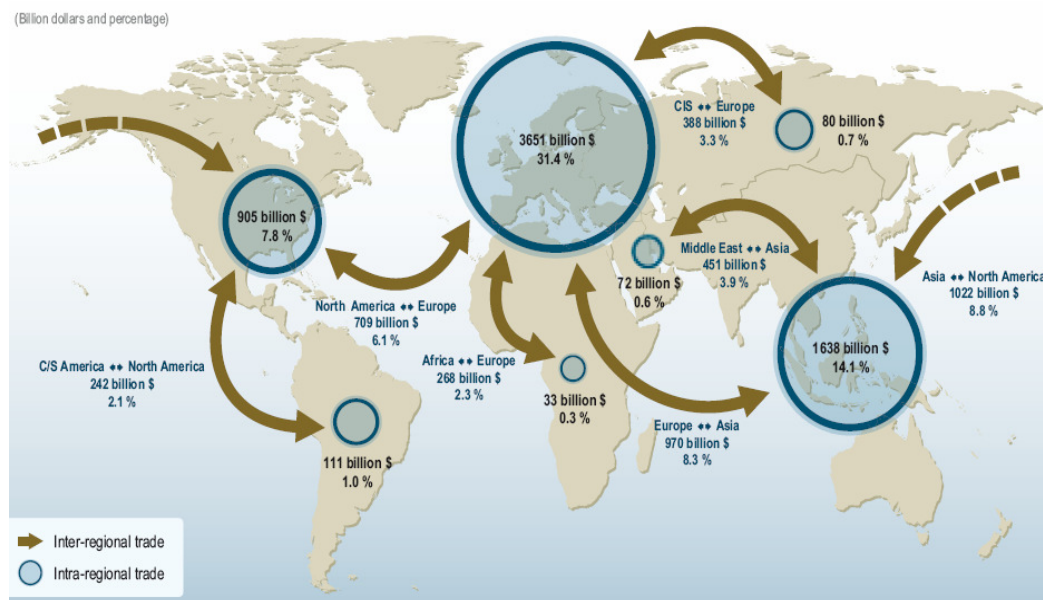 (Billion dollars and percentage)
3651 billion $
31.4 %
CIS ↔ Europe
388 billion $
3.3 %
80 billion $
0.7 %
905 billion $
7.8 %
Middle East ↔ Asia
451 billion $
3.9 %
72 billion $
0.6 %
Asia ↔ North America
1022 billion $
8.8 %
North America ↔ Europe
709 billion $
6.1 %
1638 billion $
14.1 %
C/S America ↔ North America
242 billion $
2.1 %
Africa ↔ Europe
268 billion $
2.3 %
33 billion $
0.3 %
Europe ↔ Asia
970 billion $
8.3 %
111 billion $
1.0 %
Inter-regional trade
Intra-regional trade